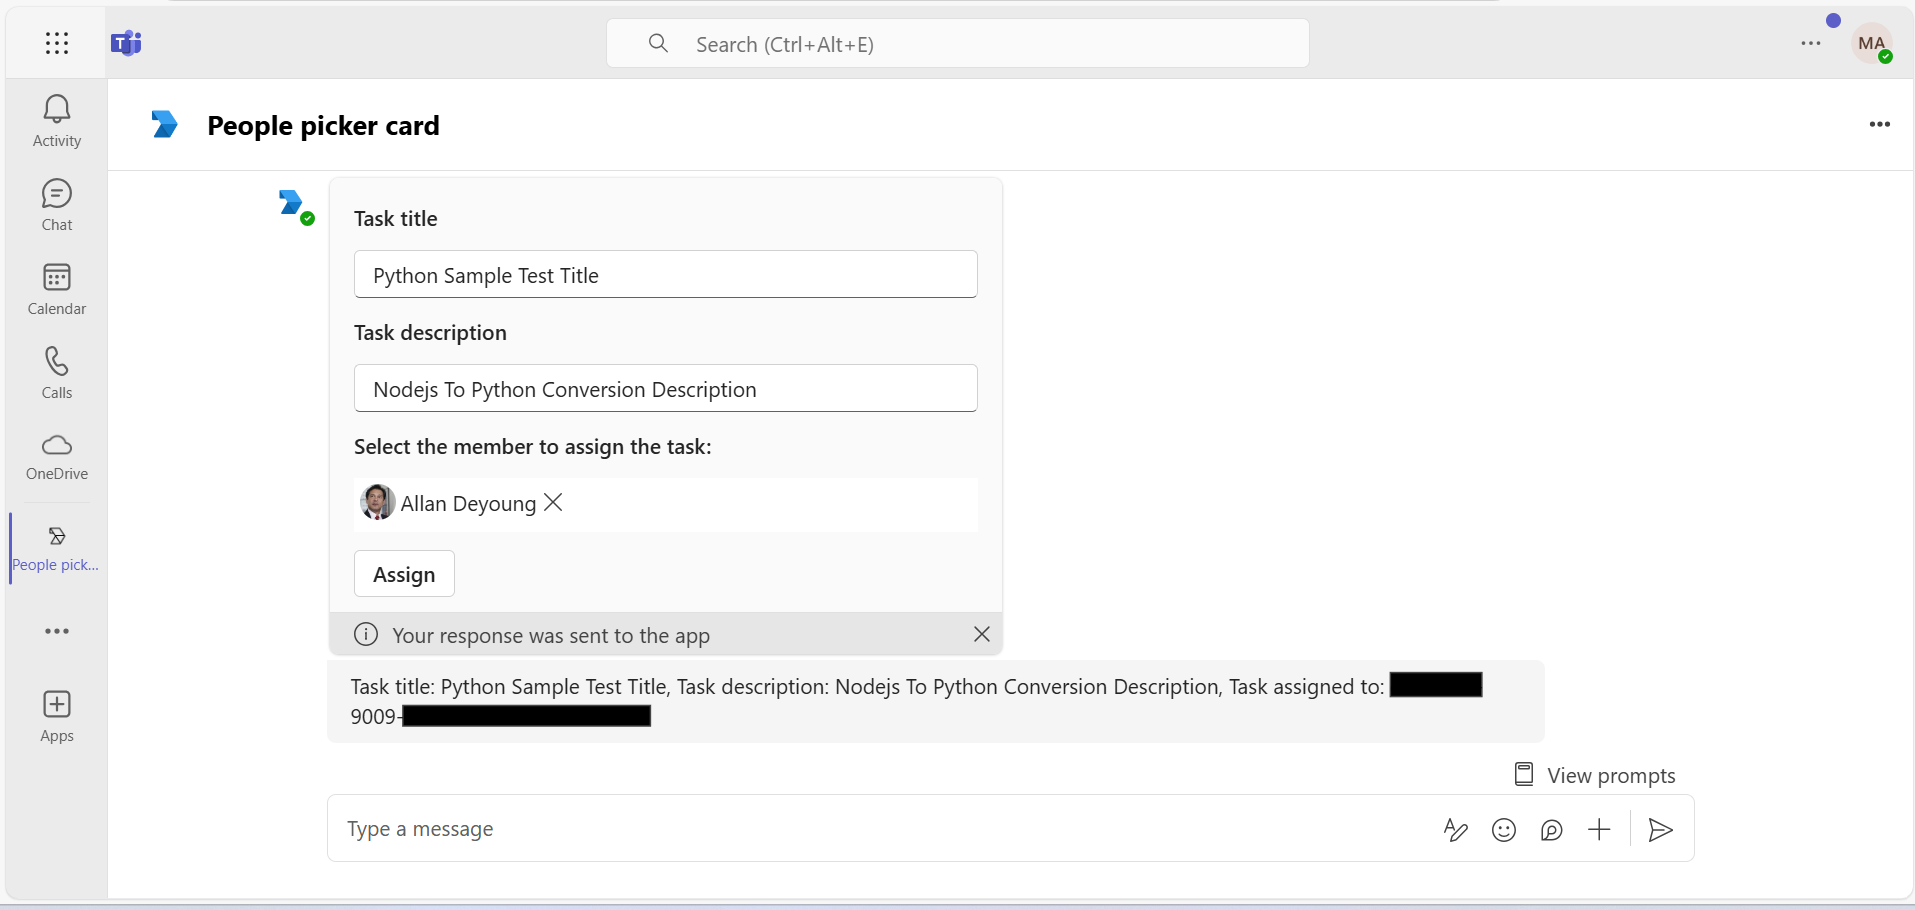 Search (Ctrl+Alt+E)
MA
Activity
Chat
Calendar
Calls
OneDrive
People pick...
Apps
People picker card
Task title
Python Sample Test Title
Task description
Nodejs To Python Conversion Description
Select the member to assign the task:
Allan Deyoung
Assign
Your response was sent to the app
Task title: Python Sample Test Title, Task description: Nodejs To Python Conversion Description, Task assigned to:
9009-
View prompts
Type a message